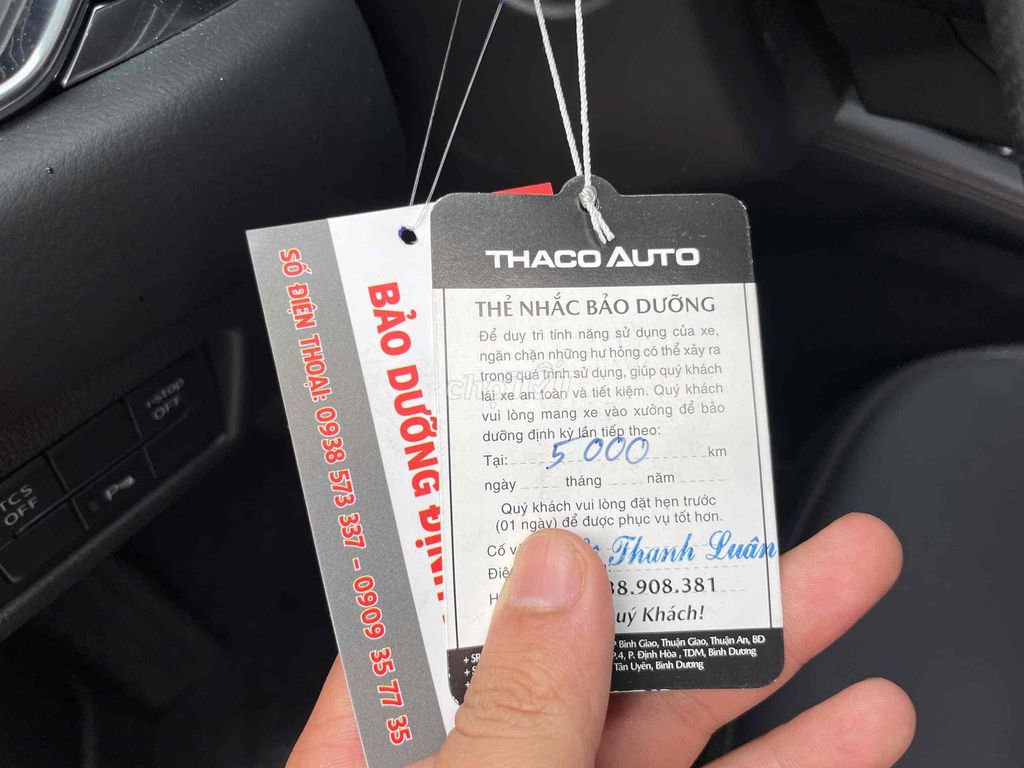 THACO AUTO
THẺ NHẮC BẢO DƯỠNG
Để duy trì tính năng sử dụng của xe,
ngăn chặn những hư hỏng có thể xảy ra
trong quá trình sử dụng, giúp quý khách
lái xe an toàn và tiết kiệm. Quý khách
vui lòng mang xe vào xưởng để bảo
dưỡng định kỳ lần tiếp theo:
Tại: 5000 km
ngày tháng năm
Quý khách vui lòng đặt hẹn trước
(01 ngày) để được phục vụ tốt hơn.
Cố Thanh Luân
Điệ 38.908.381
H uý Khách!
Bình Giao, Thuận Giao, Thuận An, BD
P.4, P. Định Hòa , TDM, Bình Dương
Tân Uyên, Bình Dương
BẢO DƯỠNG ĐỊNH
SỐ ĐIỆN THOẠI: 0938 573 337 - 0909 35 77 35
TCS
OFF
i-stop
OFF
P
chợTỐT